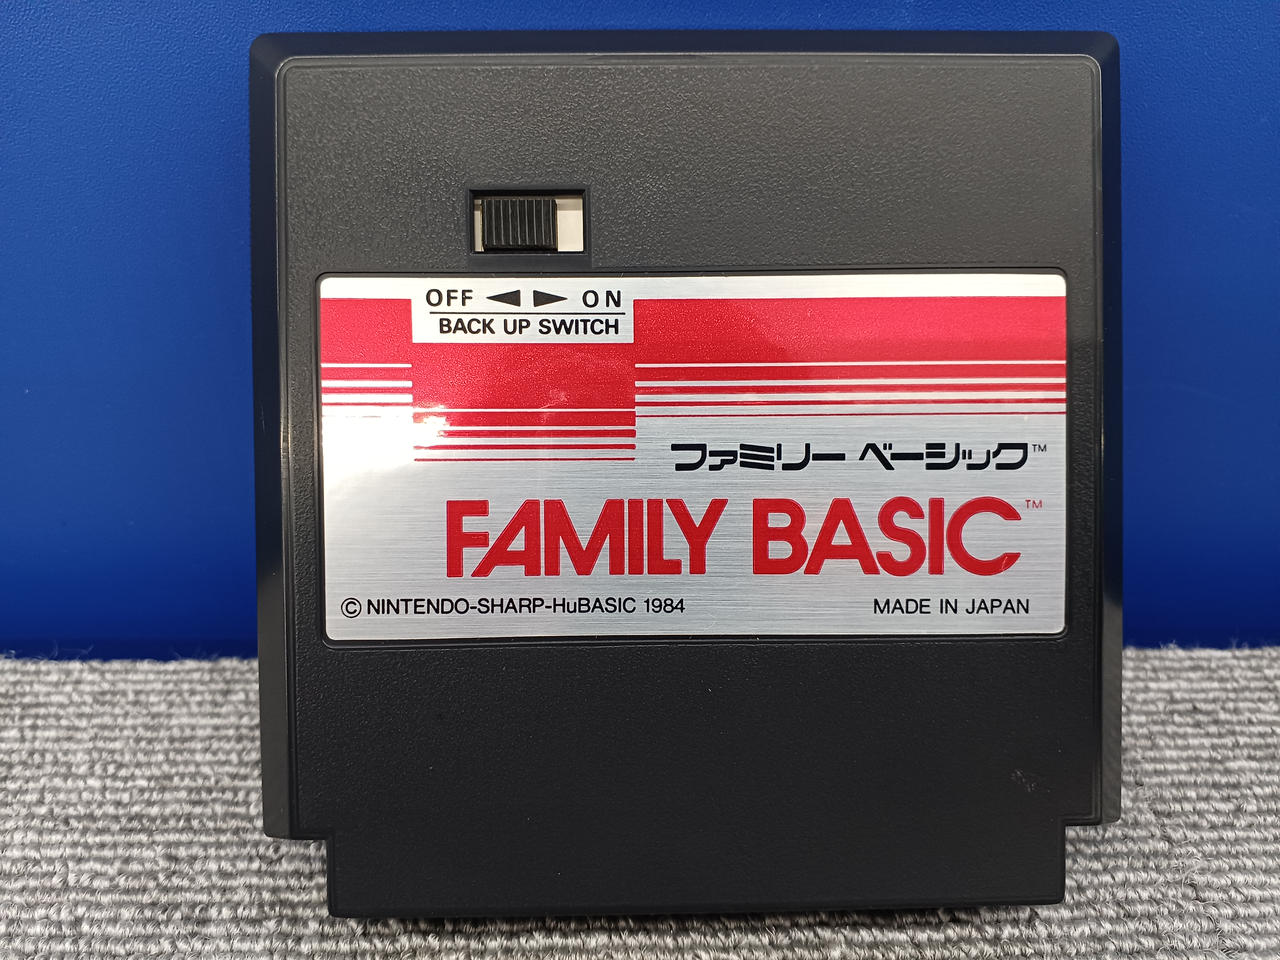 OFF ◀ ▶ ON
BACK UP SWITCH
ファミリー ベーシック™
FAMILY BASIC™
© NINTENDO-SHARP-HuBASIC 1984 MADE IN JAPAN